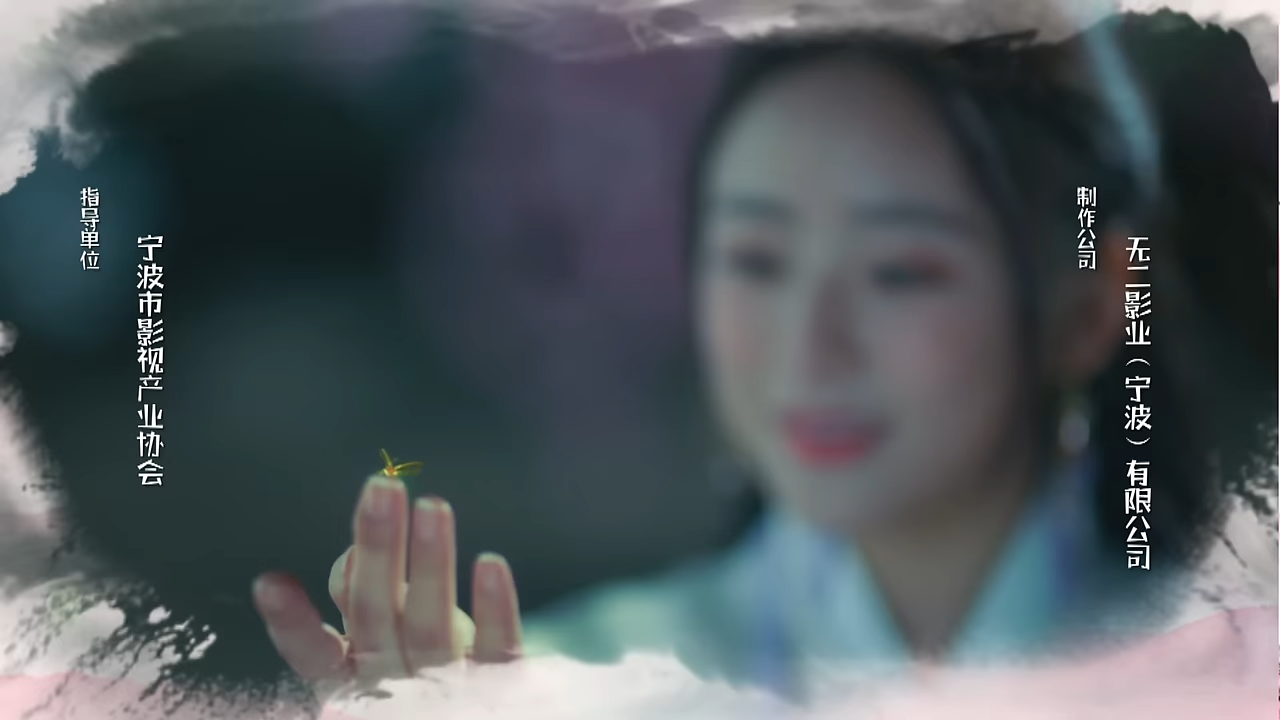 指导单位
宁波市影视产业协会
制作公司
无二影业（宁波）有限公司